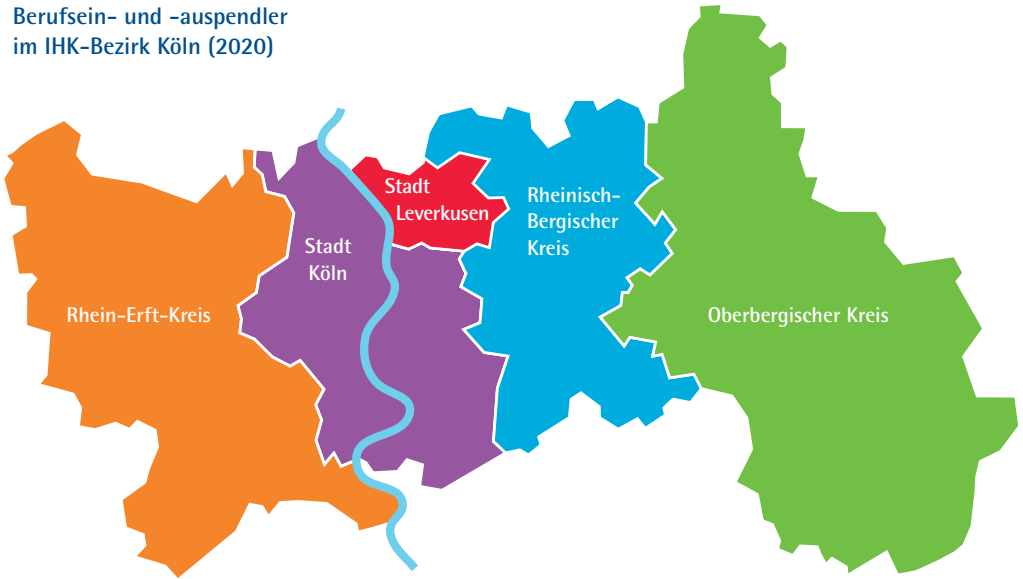 Berufsein- und -auspendler
im IHK-Bezirk Köln (2020)
Stadt
Leverkusen
Rheinisch-
Bergischer
Kreis
Stadt
Köln
Rhein-Erft-Kreis
Oberbergischer Kreis